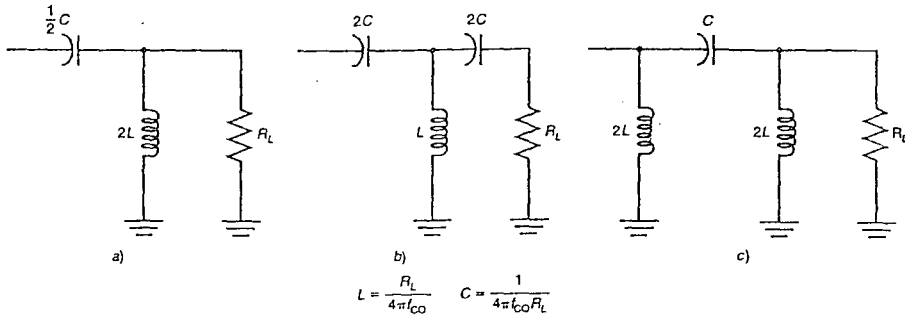 ½C
2L
R_L
a)
2C
2C
L
R_L
b)
C
2L
2L
R_L
c)
L = R_L / 4πf_CO    C = 1 / 4πf_CO R_L